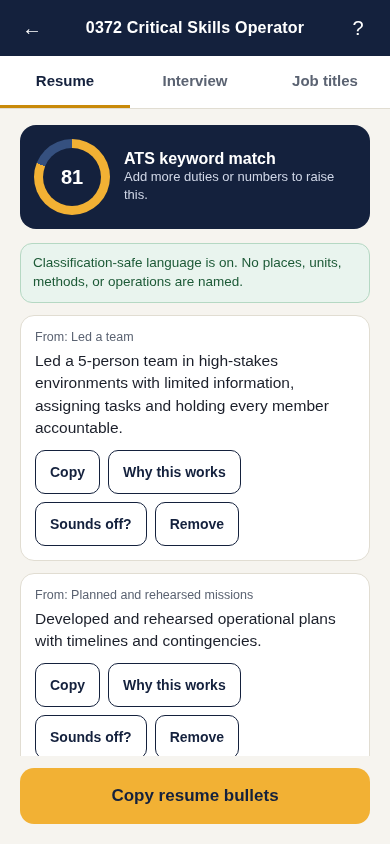 ← 0372 Critical Skills Operator ?
Resume Interview Job titles
81
ATS keyword match
Add more duties or numbers to raise
this.
Classification-safe language is on. No places, units,
methods, or operations are named.
From: Led a team
Led a 5-person team in high-stakes
environments with limited information,
assigning tasks and holding every member
accountable.
Copy Why this works
Sounds off? Remove
From: Planned and rehearsed missions
Developed and rehearsed operational plans
with timelines and contingencies.
Copy Why this works
Sounds off? Remove
Copy resume bullets